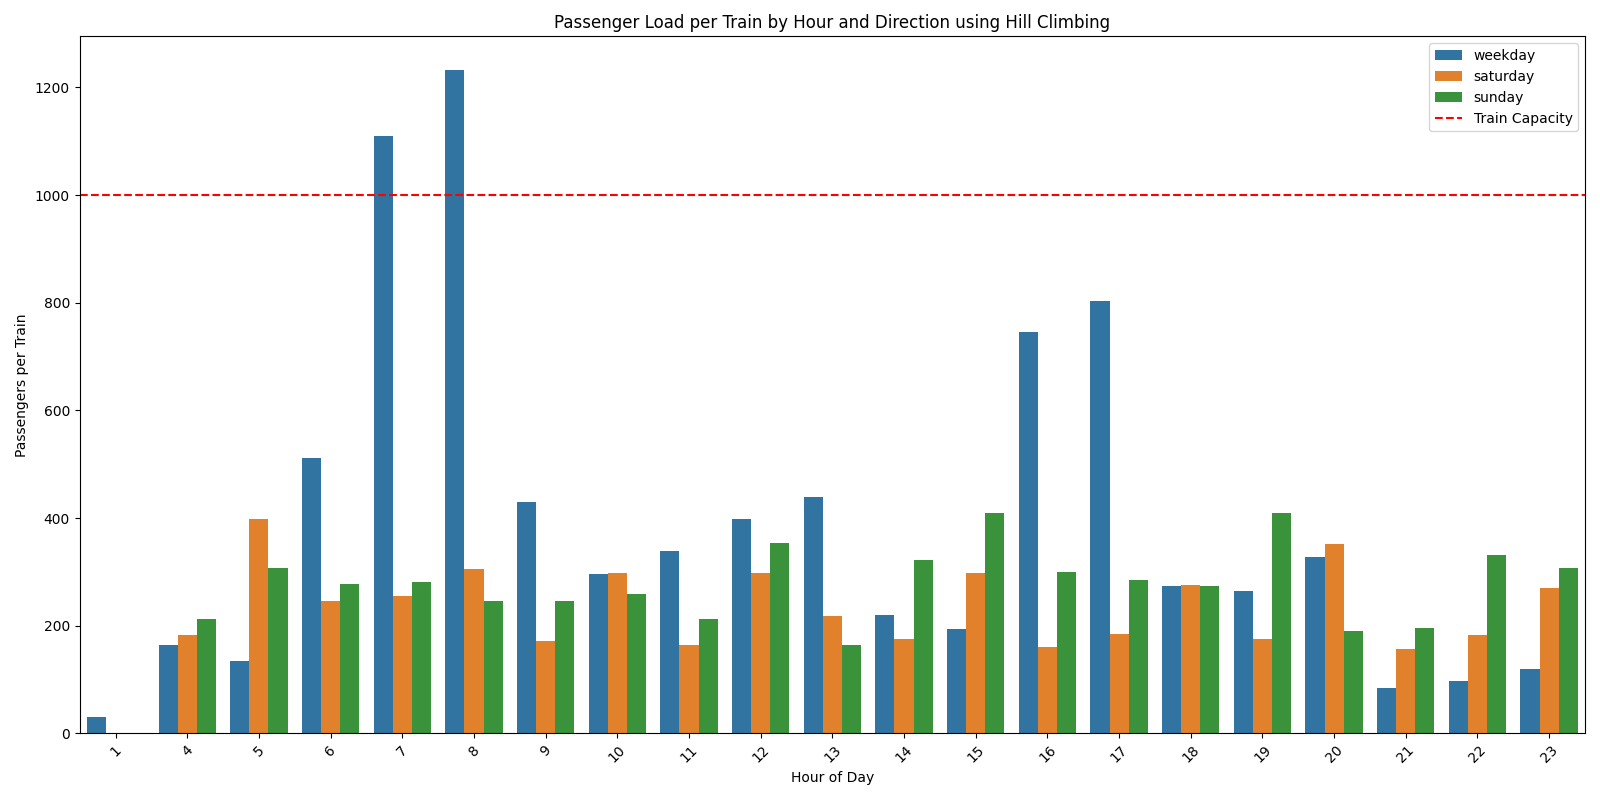 Passenger Load per Train by Hour and Direction using Hill Climbing
weekday
saturday
sunday
Train Capacity
Passengers per Train
1200
1000
800
600
400
200
0
1 4 5 6 7 8 9 10 11 12 13 14 15 16 17 18 19 20 21 22 23
Hour of Day